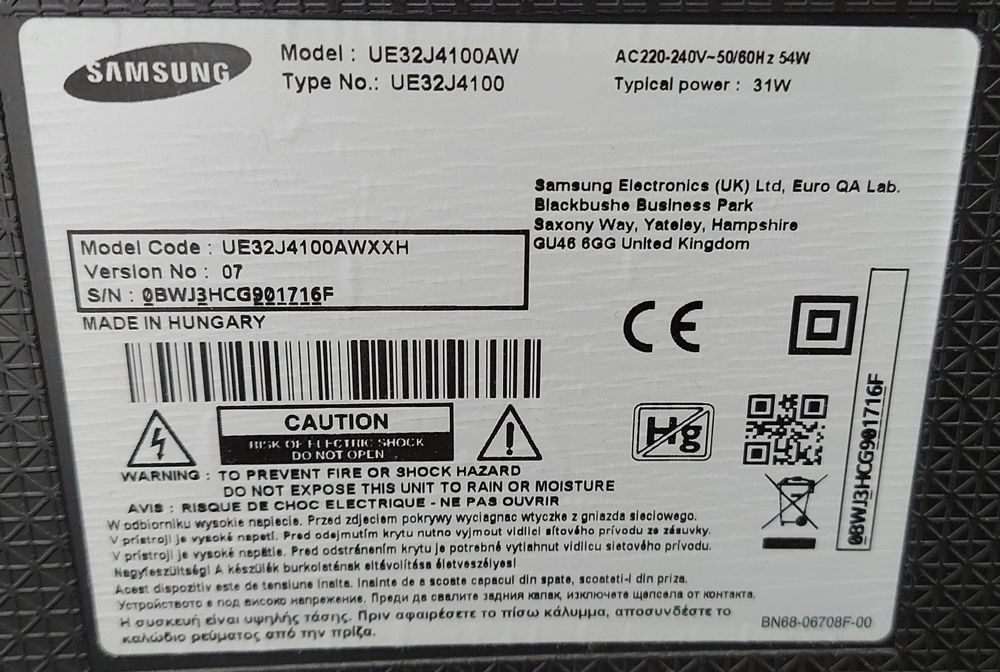 SAMSUNG
Model : UE32J4100AW
Type No.: UE32J4100
AC220-240V~50/60Hz 54W
Typical power : 31W
Samsung Electronics (UK) Ltd, Euro QA Lab.
Blackbushe Business Park
Saxony Way, Yateley, Hampshire
GU46 6GG United Kingdom
Model Code : UE32J4100AWXXH
Version No : 07
S/N : 0BWJ3HCG901716F
MADE IN HUNGARY
CE
0BWJ3HCG901716F
CAUTION
RISK OF ELECTRIC SHOCK
DO NOT OPEN
Hg
WARNING : TO PREVENT FIRE OR SHOCK HAZARD
DO NOT EXPOSE THIS UNIT TO RAIN OR MOISTURE
AVIS : RISQUE DE CHOC ELECTRIQUE - NE PAS OUVRIR
W odbiorniku wysokie napiecie. Przed zdjeciem pokrywy wyciagnac wtyczke z gniazda sieciowego.
V prístroji je vysoké napetí. Pred odejmutím krytu nutno vyjmout vidlici sítového prívodu ze zásuvky.
V prístroji je vysoké napätie. Pred odstránením krytu je potrebné vytiahnut vidlicu sietového prívodu.
Nagyfeszültség! A készülék burkolatának eltávolítása életveszélyes!
Acest dispozitiv este de tensiune inalta. Inainte de a scoate capacul din spate, scoateti-l din priza.
Устройството е под високо напрежение. Преди да свалите задния капак, изключете щепсела от контакта.
Η συσκευή είναι υψηλής τάσης. Πριν αφαιρέσετε το πίσω κάλυμμα, αποσυνδέστε το
καλώδιο ρεύματος από την πρίζα.
BN68-06708F-00